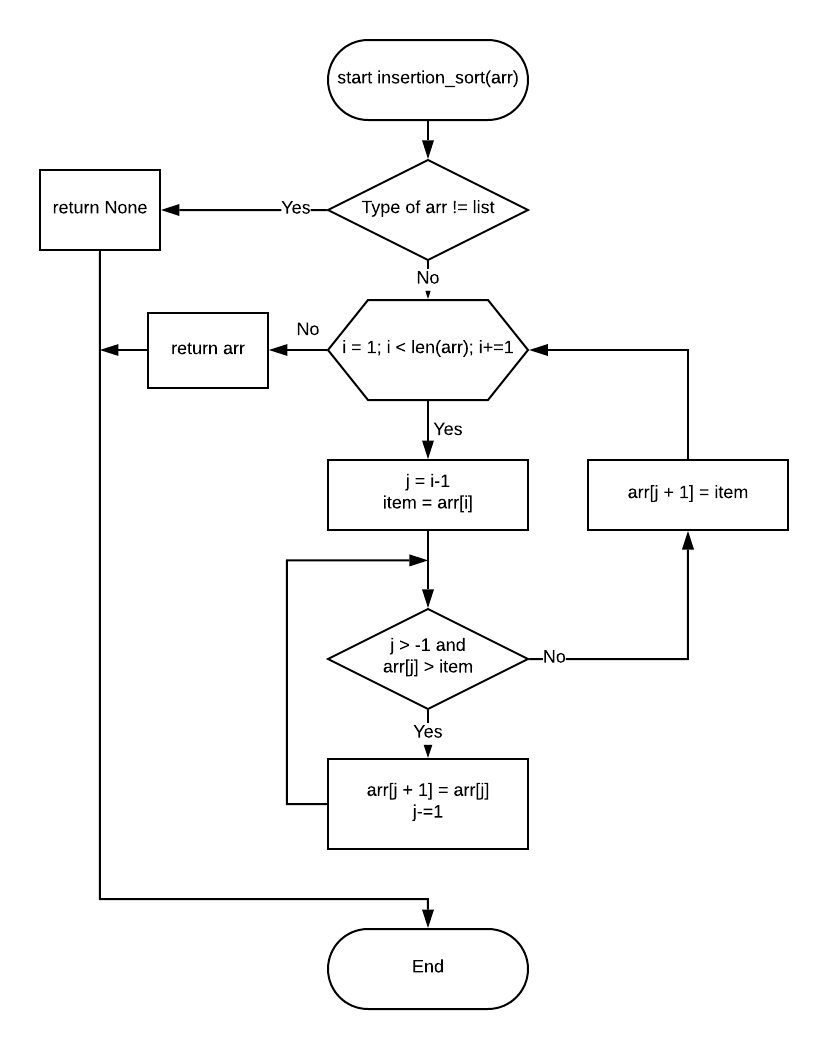 start insertion_sort(arr)
return None
Yes
Type of arr != list
No
No
return arr
i = 1; i < len(arr); i+=1
Yes
j = i-1
item = arr[i]
arr[j + 1] = item
j > -1 and
arr[j] > item
No
Yes
arr[j + 1] = arr[j]
j-=1
End